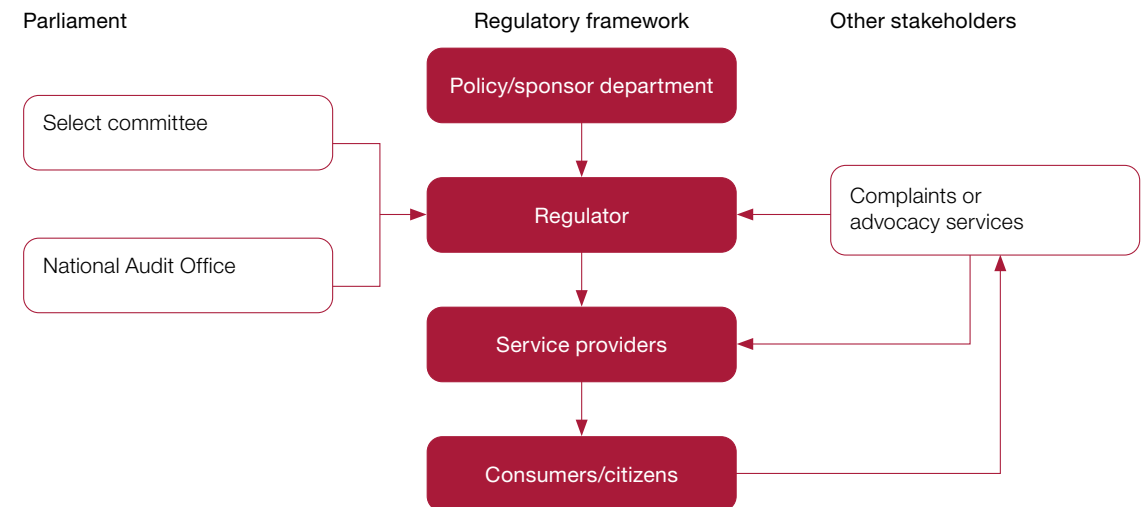 Parliament
Regulatory framework
Other stakeholders
Policy/sponsor department
Select committee
Regulator
Complaints or
advocacy services
National Audit Office
Service providers
Consumers/citizens